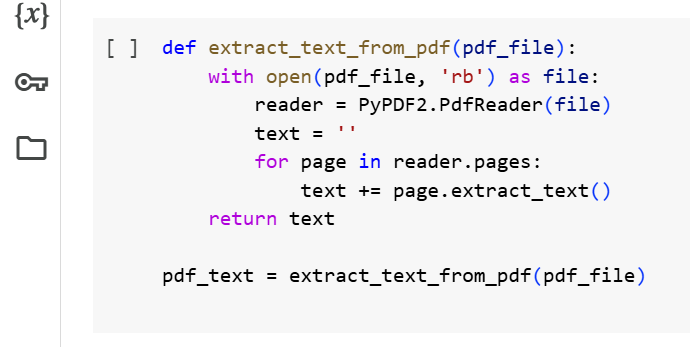 {x}
[ ] def extract_text_from_pdf(pdf_file):
        with open(pdf_file, 'rb') as file:
            reader = PyPDF2.PdfReader(file)
            text = ''
            for page in reader.pages:
                text += page.extract_text()
        return text

    pdf_text = extract_text_from_pdf(pdf_file)